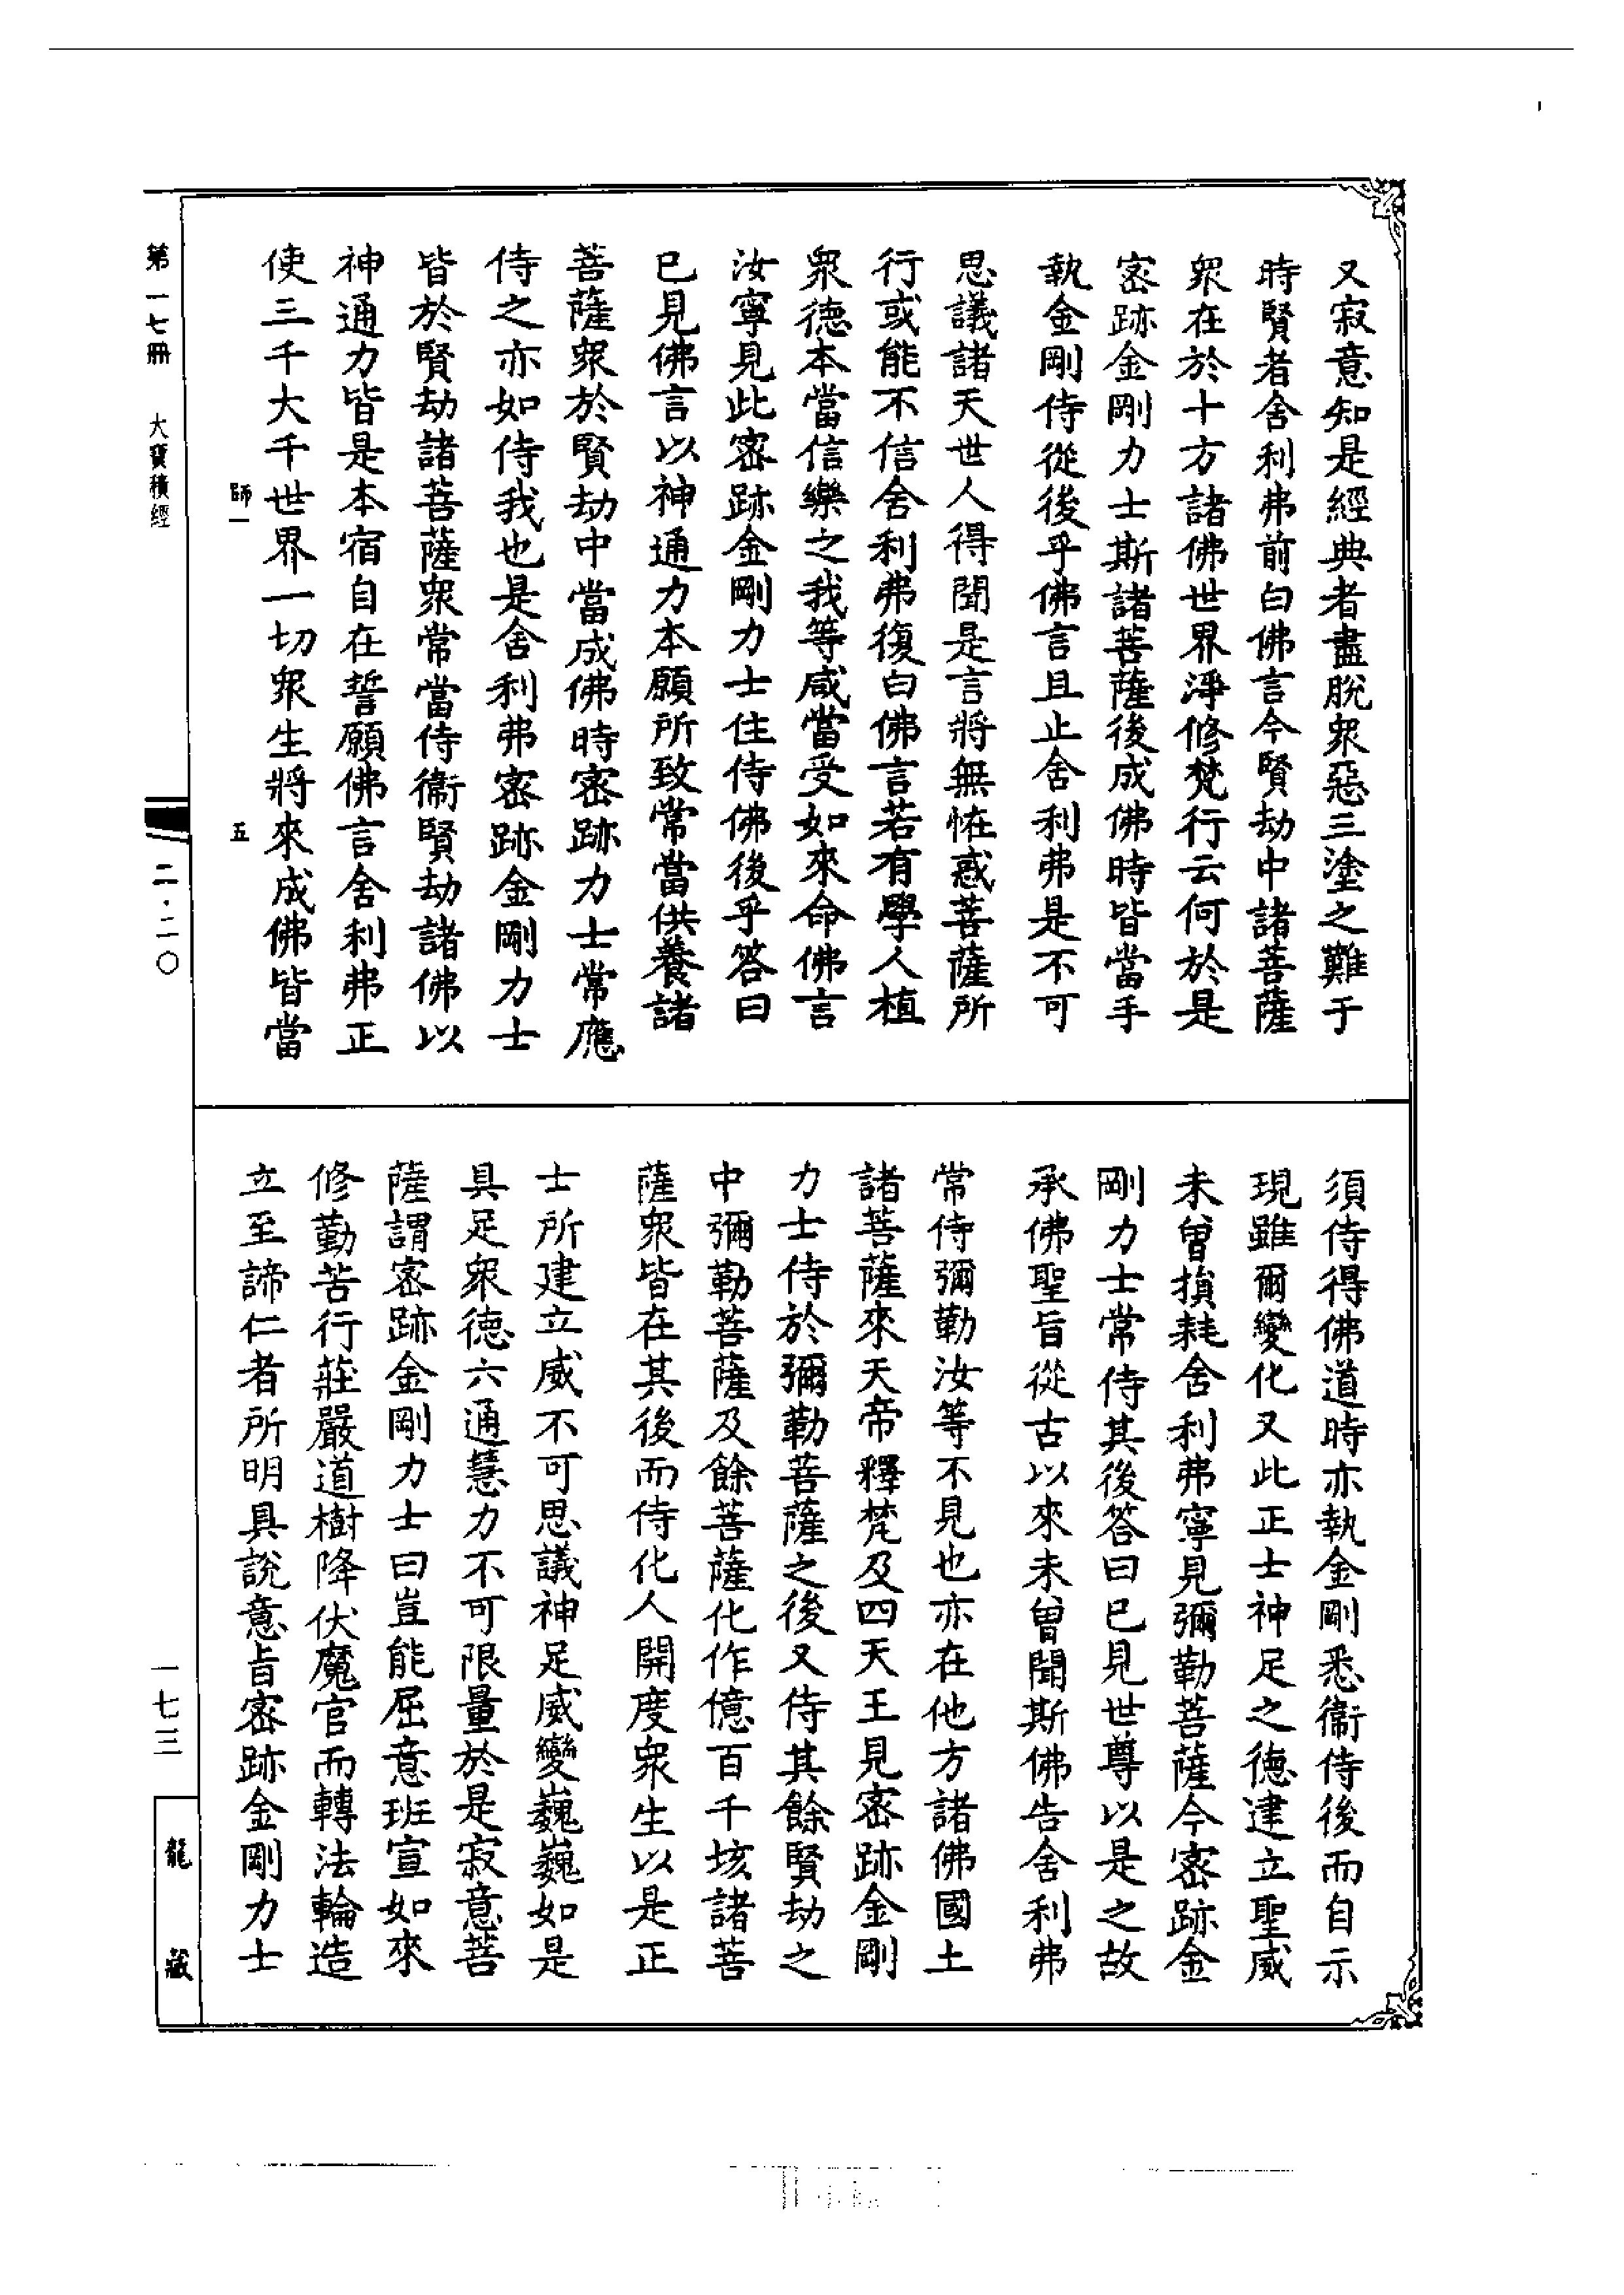 又寂意知是經典者盡脫衆惡三塗之難于
時賢者舍利弗前白佛言今賢劫中諸菩薩
衆在於十方諸佛世界淨修梵行云何於是
密跡金剛力士斯諸菩薩後成佛時皆當手
執金剛侍從後乎佛言且止舍利弗是不可
思議諸天世人得聞是言將無恠惑菩薩所
行或能不信舍利弗復白佛言若有學人植
衆德本當信樂之我等咸當受如來命佛言
汝寧見此密跡金剛力士住侍佛後乎答曰
已見佛言以神通力本願所致常當供養諸
菩薩衆於賢劫中當成佛時密跡力士常應
侍之亦如侍我也是舍利弗密跡金剛力士
皆於賢劫諸菩薩衆常當侍衞賢劫諸佛以
神通力皆是本宿自在誓願佛言舍利弗正
使三千大千世界一切衆生將來成佛皆當
師一
五
須侍得佛道時亦執金剛悉衞侍後而自示
現雖爾變化又此正士神足之德建立聖威
未曾損耗舍利弗寧見彌勒菩薩今密跡金
剛力士常侍其後答曰已見世尊以是之故
承佛聖旨從古以來未曾聞斯佛告舍利弗
常侍彌勒汝等不見也亦在他方諸佛國土
諸菩薩來天帝釋梵及四天王見密跡金剛
力士侍於彌勒菩薩之後又侍其餘賢劫之
中彌勒菩薩及餘菩薩化作億百千垓諸菩
薩衆皆在其後而侍化人開度衆生以是正
士所建立威不可思議神足威變巍巍如是
具足衆德六通慧力不可限量於是寂意菩
薩謂密跡金剛力士曰豈能屈意班宣如來
修勤苦行莊嚴道樹降伏魔官而轉法輪造
立至諦仁者所明具說意旨密跡金剛力士
第一七冊
大寶積經
二·二〇
一七三
龍藏